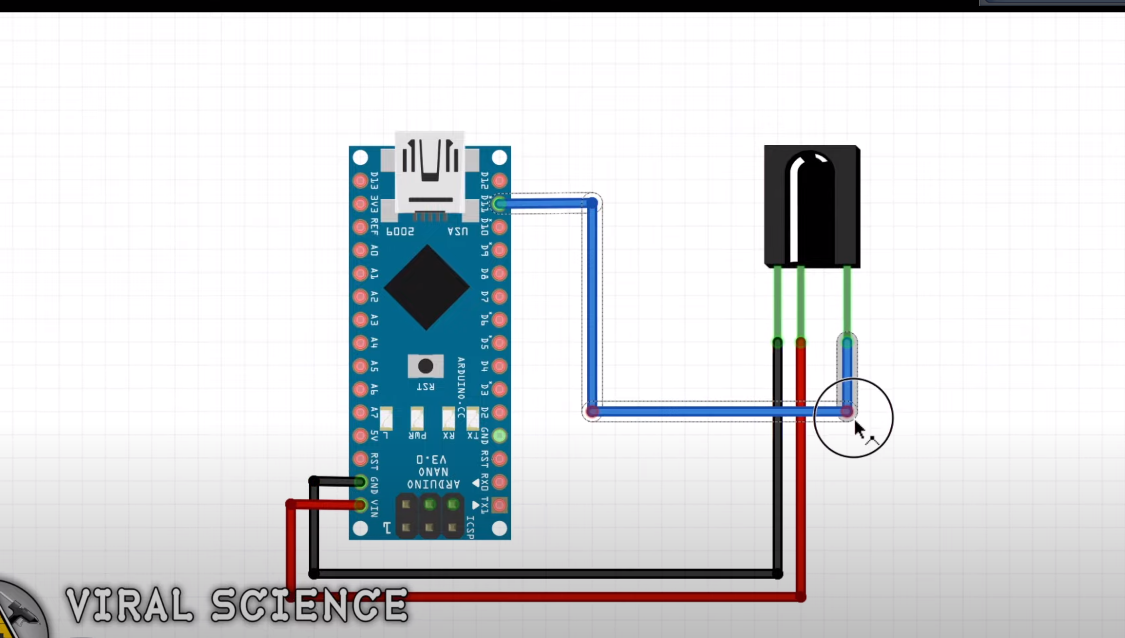 D13
3V3
REF
A0
A1
A2
A3
A4
A5
A6
A7
5V
RST
GND
VIN
D12
D11
D10
D9
D8
D7
D6
D5
D4
D3
D2
GND
RST
RX0
TX1
USA
2009
RST
ARDUINO.CC
L
PWR
RX
TX
ARDUINO
NANO
V3.0
ICSP
1
VIRAL SCIENCE